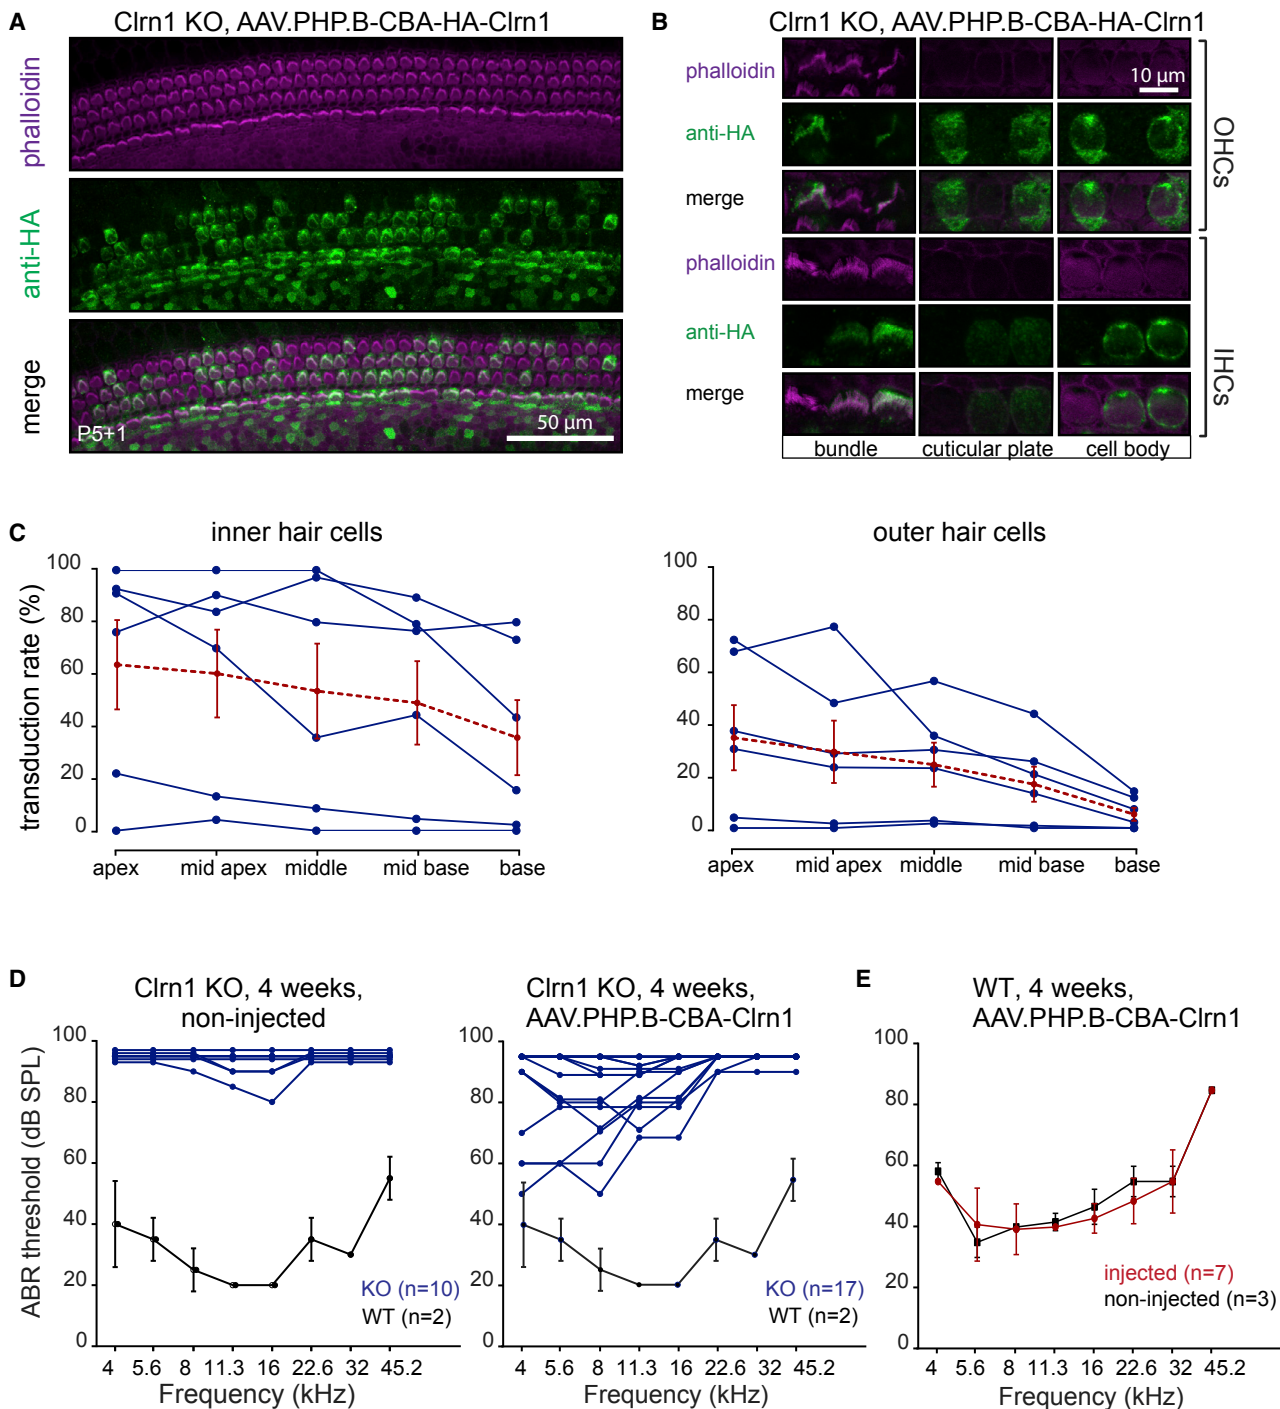 A
Clrn1 KO, AAV.PHP.B-CBA-HA-Clrn1
phalloidin
anti-HA
merge
P5+1
50 µm
B
Clrn1 KO, AAV.PHP.B-CBA-HA-Clrn1
phalloidin
10 µm
anti-HA
merge
OHCs
phalloidin
anti-HA
merge
IHCs
bundle
cuticular plate
cell body
C
inner hair cells
transduction rate (%)
100
80
60
40
20
0
apex
mid apex
middle
mid base
base
outer hair cells
100
80
60
40
20
0
apex
mid apex
middle
mid base
base
D
Clrn1 KO, 4 weeks,
non-injected
ABR threshold (dB SPL)
100
80
60
40
20
0
KO (n=10)
WT (n=2)
4 5.6 8 11.3 16 22.6 32 45.2
Frequency (kHz)
Clrn1 KO, 4 weeks,
AAV.PHP.B-CBA-Clrn1
100
80
60
40
20
0
KO (n=17)
WT (n=2)
4 5.6 8 11.3 16 22.6 32 45.2
Frequency (kHz)
E
WT, 4 weeks,
AAV.PHP.B-CBA-Clrn1
100
80
60
40
20
0
injected (n=7)
non-injected (n=3)
4 5.6 8 11.3 16 22.6 32 45.2
Frequency (kHz)